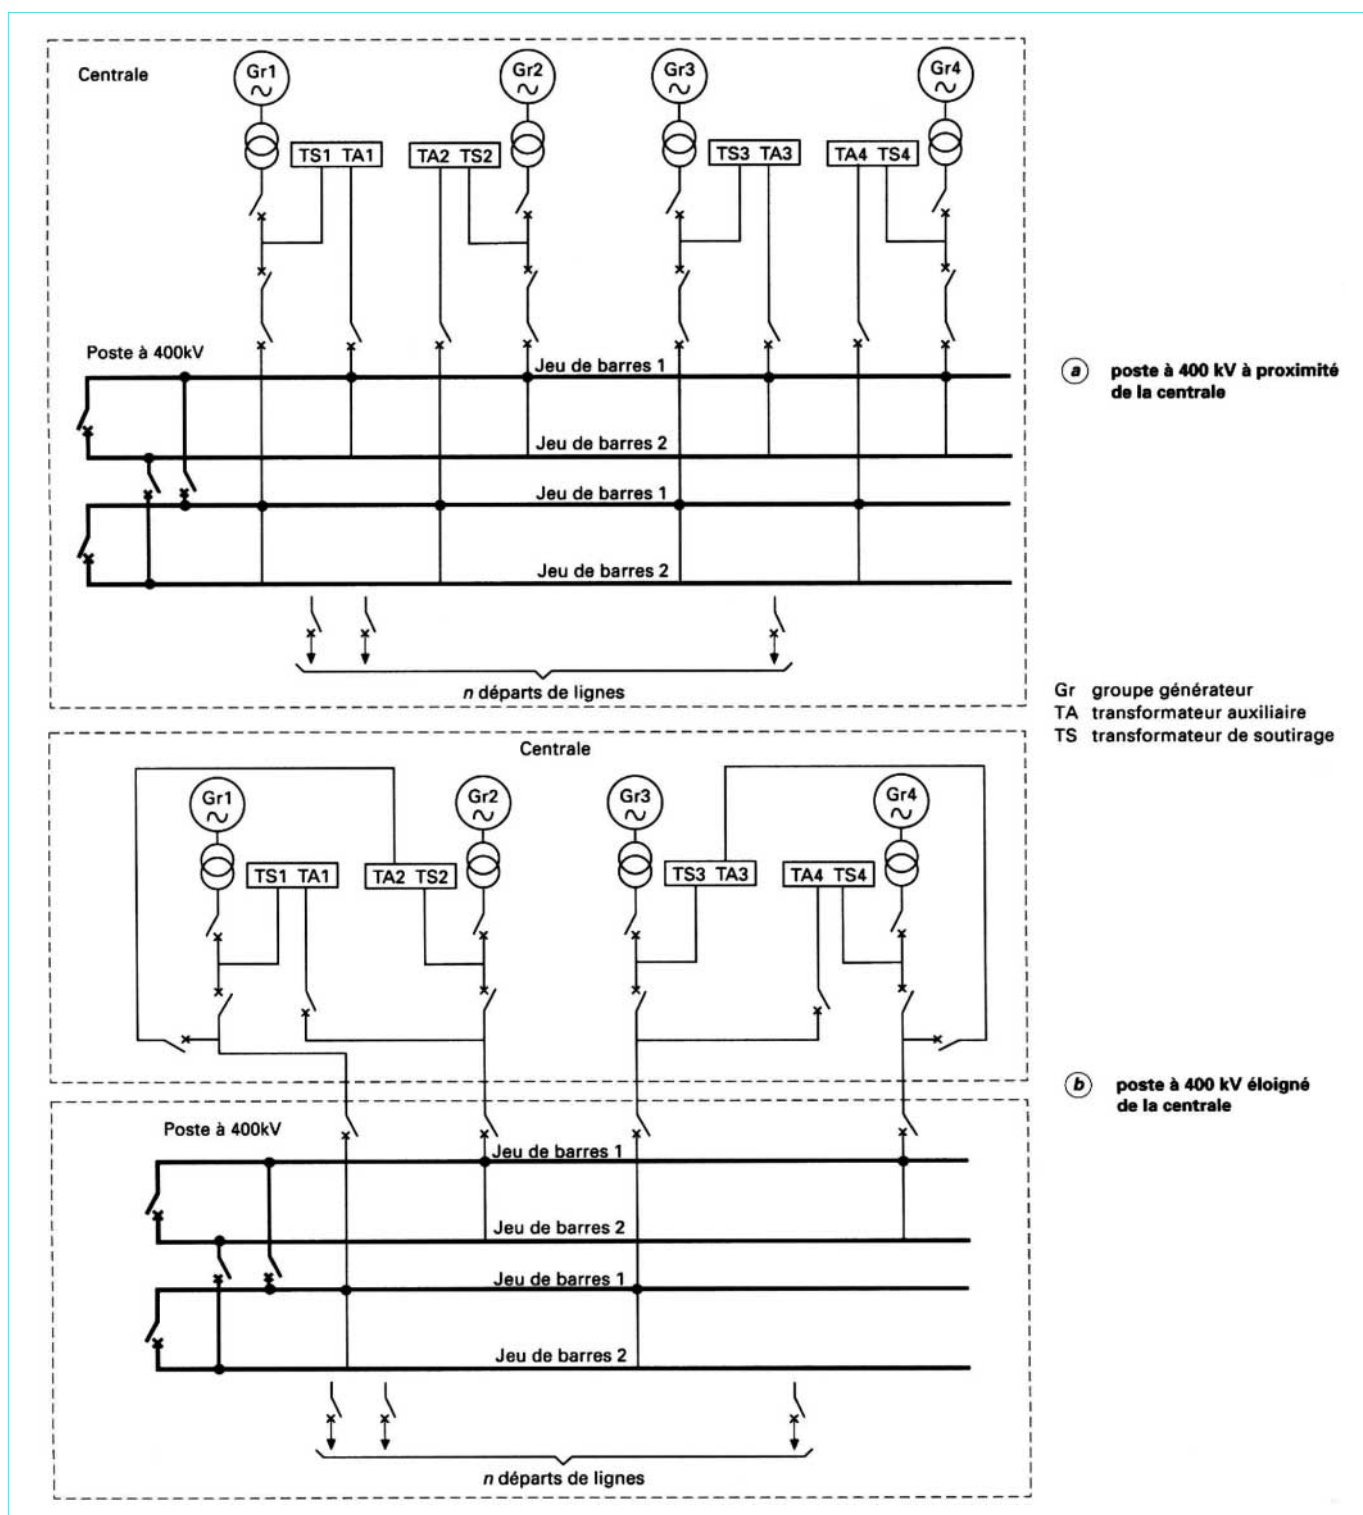 Centrale
Gr1
Gr2
Gr3
Gr4
TS1 TA1
TA2 TS2
TS3 TA3
TA4 TS4
Poste à 400kV
Jeu de barres 1
Jeu de barres 2
Jeu de barres 1
Jeu de barres 2
n départs de lignes
a poste à 400 kV à proximité
de la centrale
Gr groupe générateur
TA transformateur auxiliaire
TS transformateur de soutirage
Centrale
Gr1
Gr2
Gr3
Gr4
TS1 TA1
TA2 TS2
TS3 TA3
TA4 TS4
b poste à 400 kV éloigné
de la centrale
Poste à 400kV
Jeu de barres 1
Jeu de barres 2
Jeu de barres 1
Jeu de barres 2
n départs de lignes